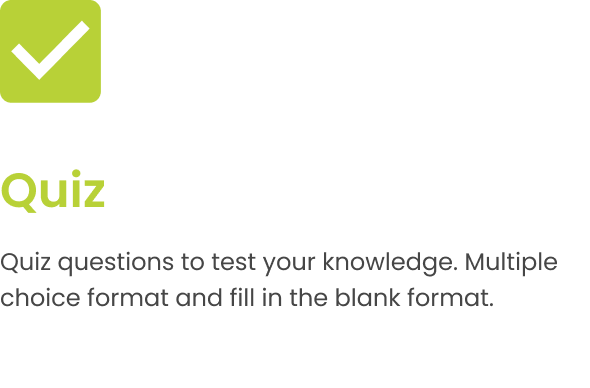 Quiz
Quiz questions to test your knowledge. Multiple
choice format and fill in the blank format.